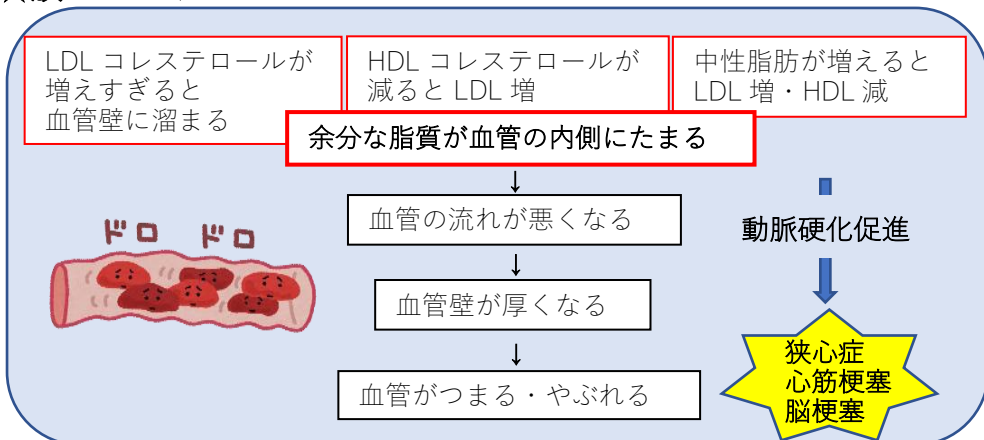 LDL コレステロールが
増えすぎると
血管壁に溜まる
HDL コレステロールが
減ると LDL 増
中性脂肪が増えると
LDL 増・HDL 減
余分な脂質が血管の内側にたまる
↓
血管の流れが悪くなる
↓
血管壁が厚くなる
↓
血管がつまる・やぶれる
ドロ ドロ
動脈硬化促進
狭心症
心筋梗塞
脳梗塞